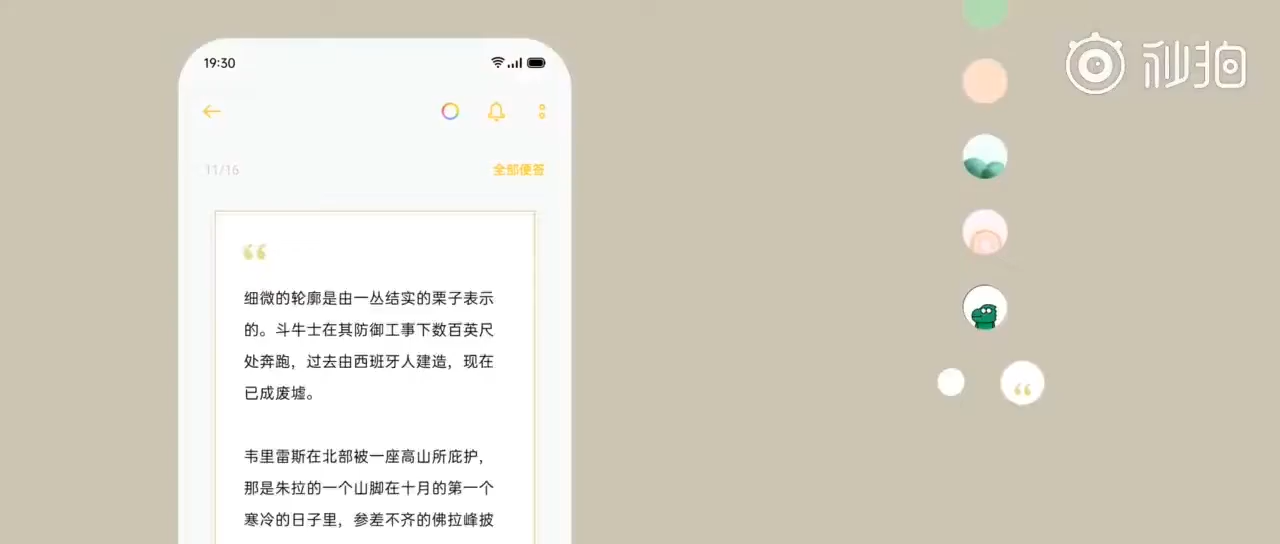 19:30
秒拍
11/16
全部便签
细微的轮廓是由一丛结实的栗子表示
的。斗牛士在其防御工事下数百英尺
处奔跑，过去由西班牙人建造，现在
已成废墟。
韦里雷斯在北部被一座高山所庇护，
那是朱拉的一个山脚在十月的第一个
寒冷的日子里，参差不齐的佛拉峰披